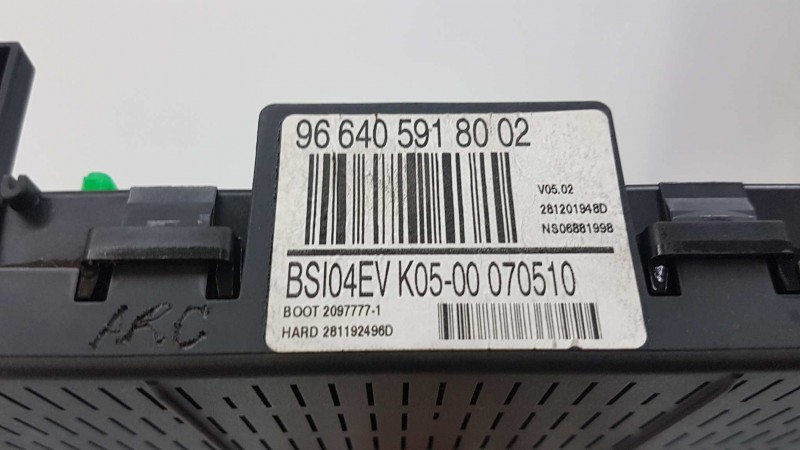 96 640 591 80 02
V05.02
281201948D
NS06881998
BSI04EV K05-00 070510
BOOT 2097777-1
HARD 281192496D
ARC